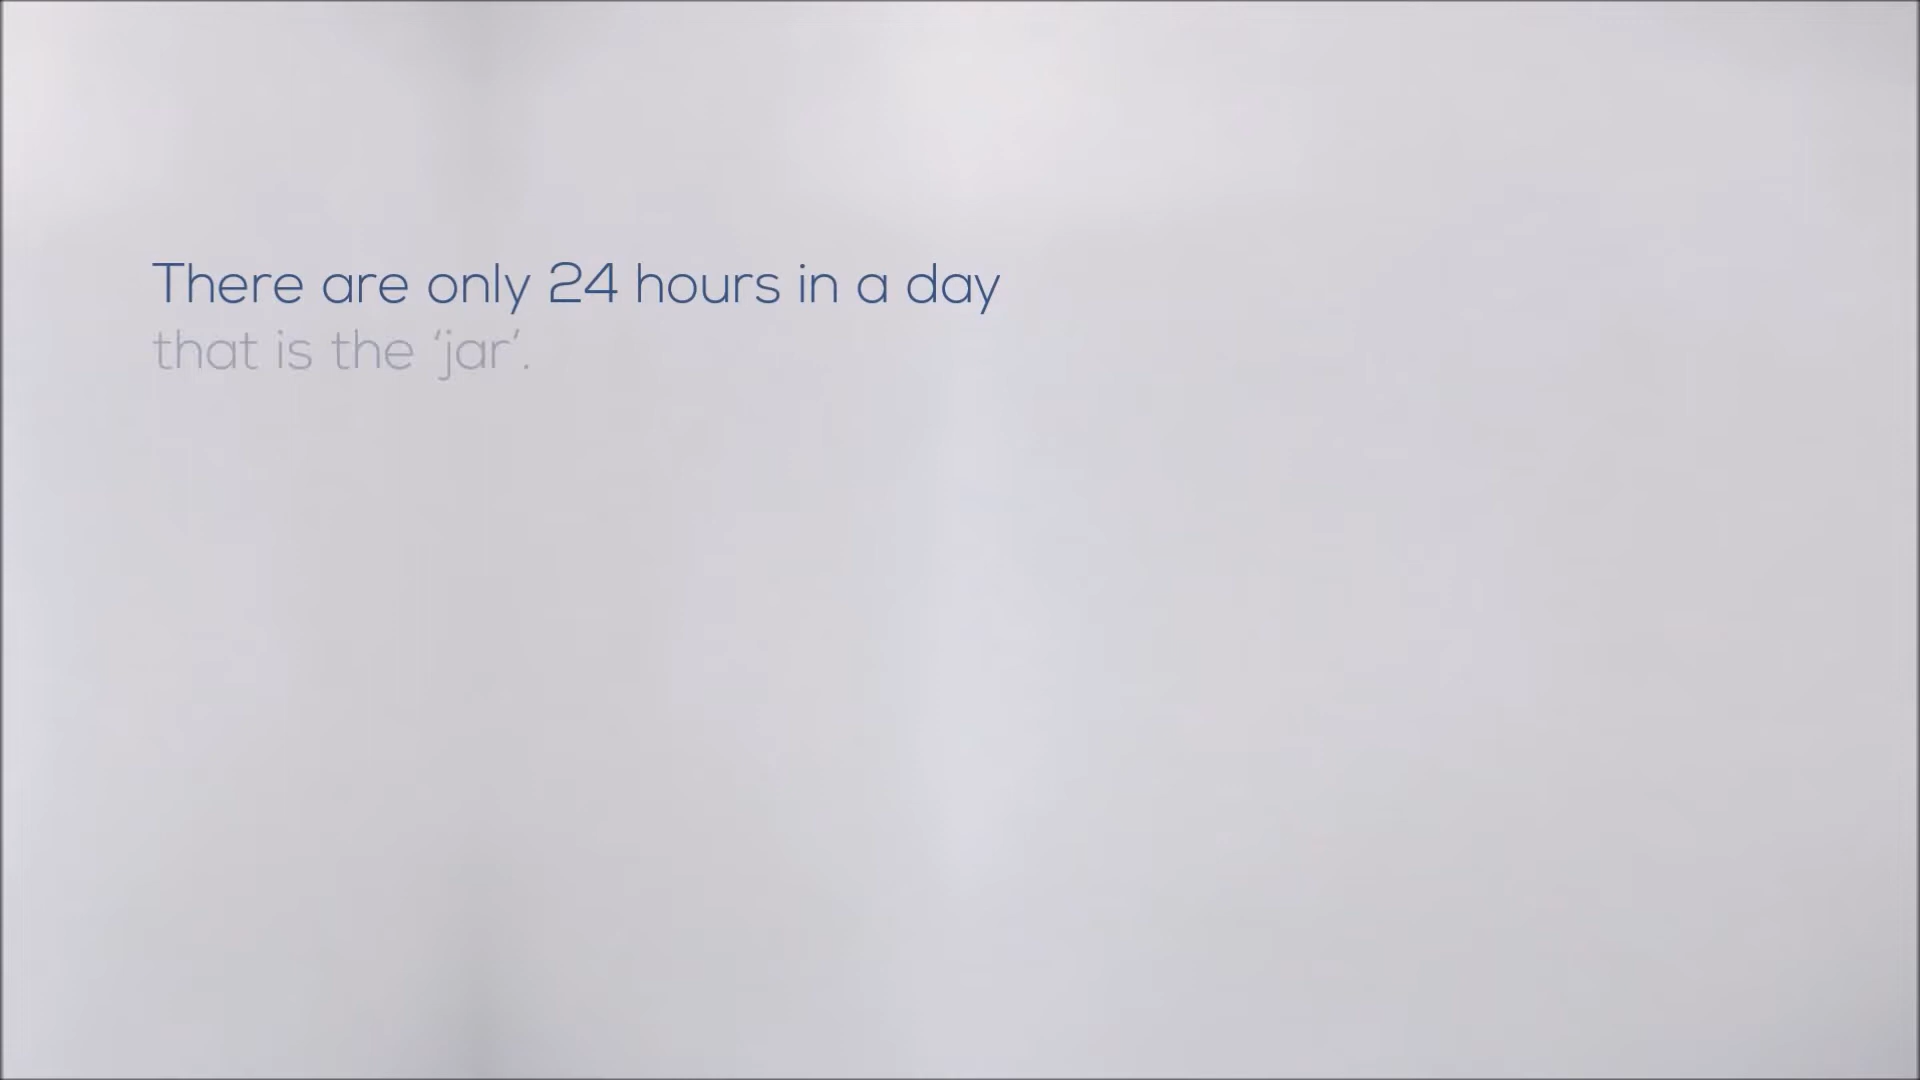 There are only 24 hours in a day
that is the ‘jar’.